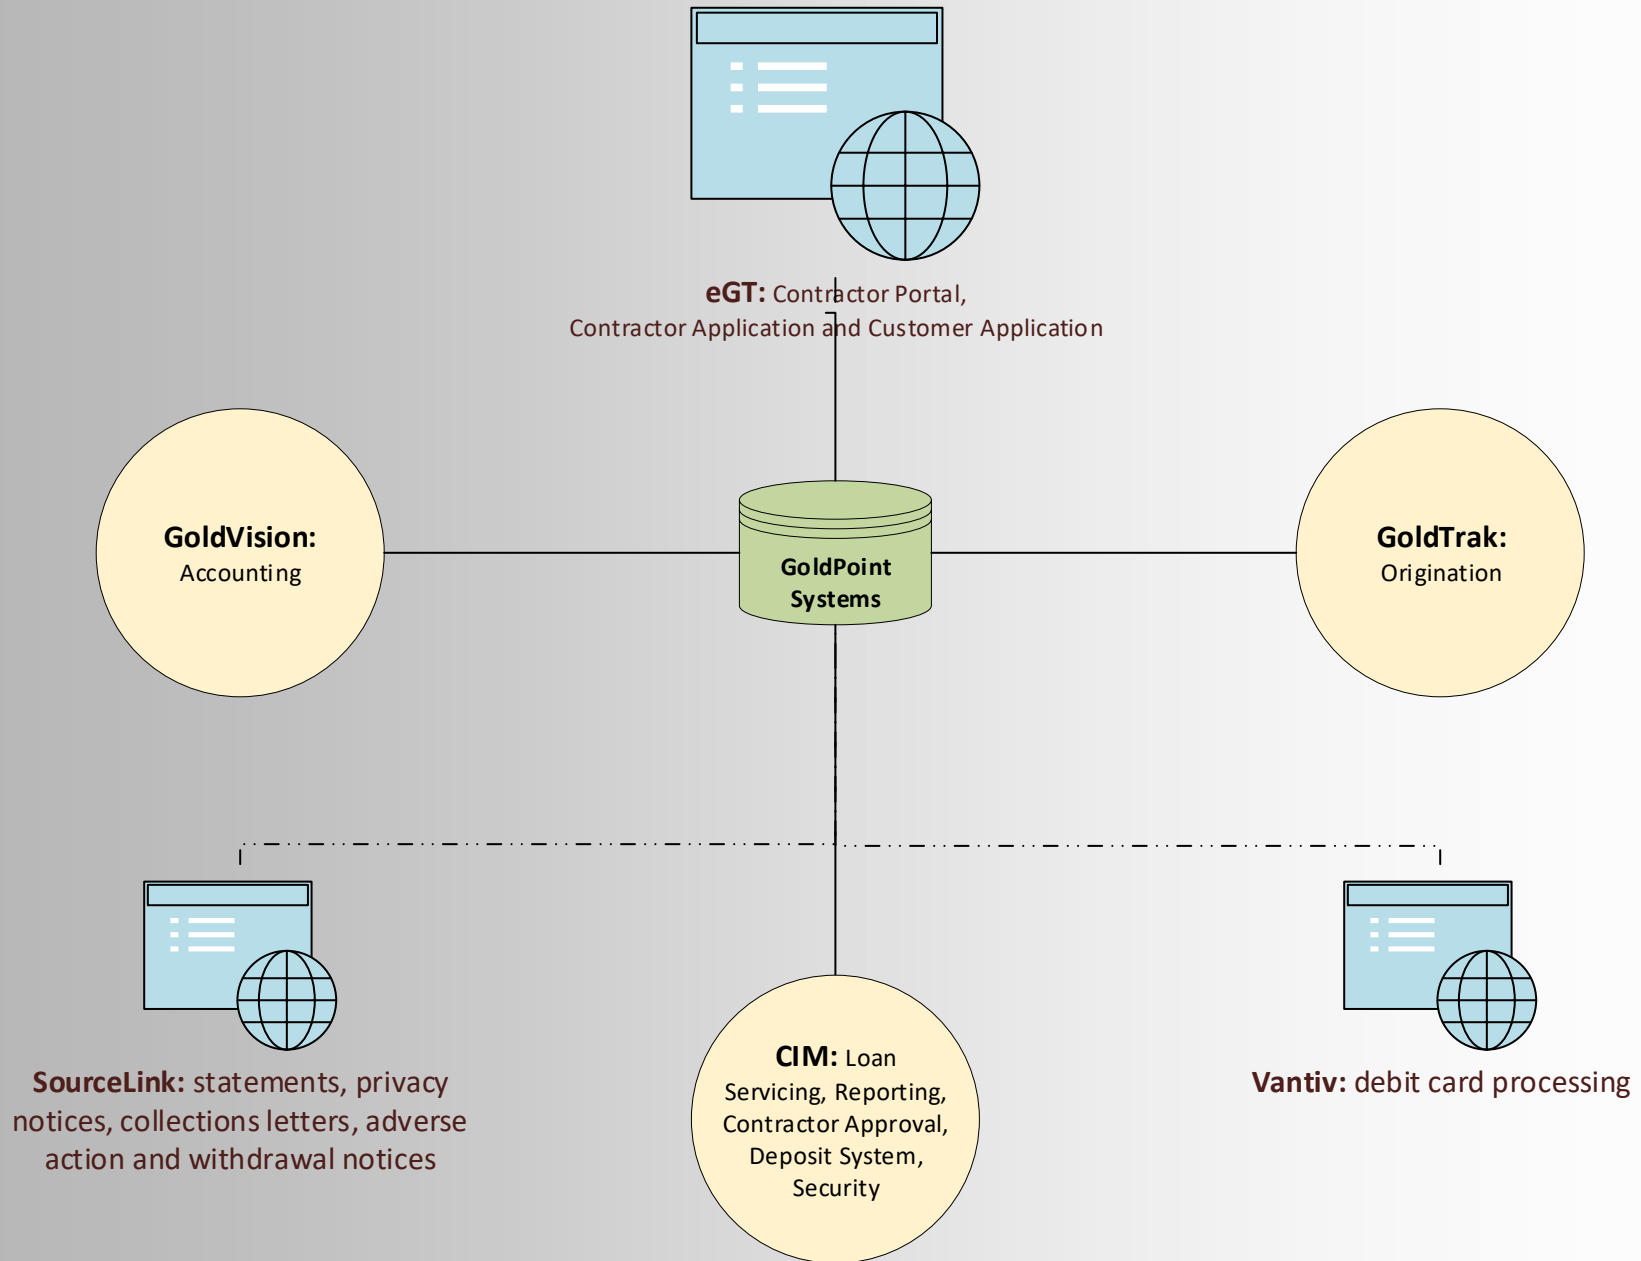 eGT: Contractor Portal,
Contractor Application and Customer Application
GoldVision:
Accounting
GoldPoint
Systems
GoldTrak:
Origination
SourceLink: statements, privacy
notices, collections letters, adverse
action and withdrawal notices
CIM: Loan
Servicing, Reporting,
Contractor Approval,
Deposit System,
Security
Vantiv: debit card processing